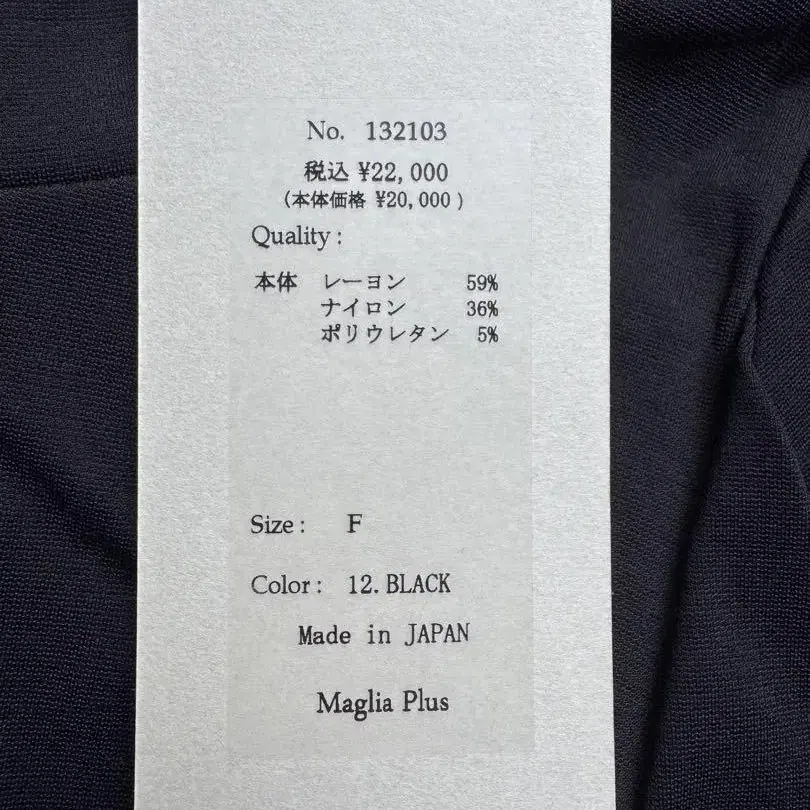 No. 132103
税込 ¥22,000
(本体価格 ¥20,000)
Quality :
本体 レーヨン 59%
ナイロン 36%
ポリウレタン 5%
Size : F
Color : 12. BLACK
Made in JAPAN
Maglia Plus